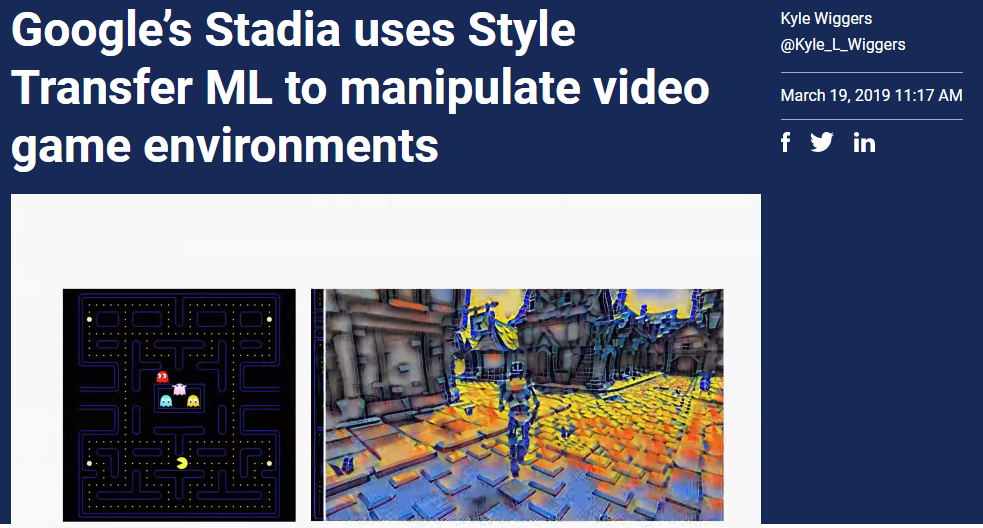 Google’s Stadia uses Style
Transfer ML to manipulate video
game environments
Kyle Wiggers
@Kyle_L_Wiggers
March 19, 2019 11:17 AM